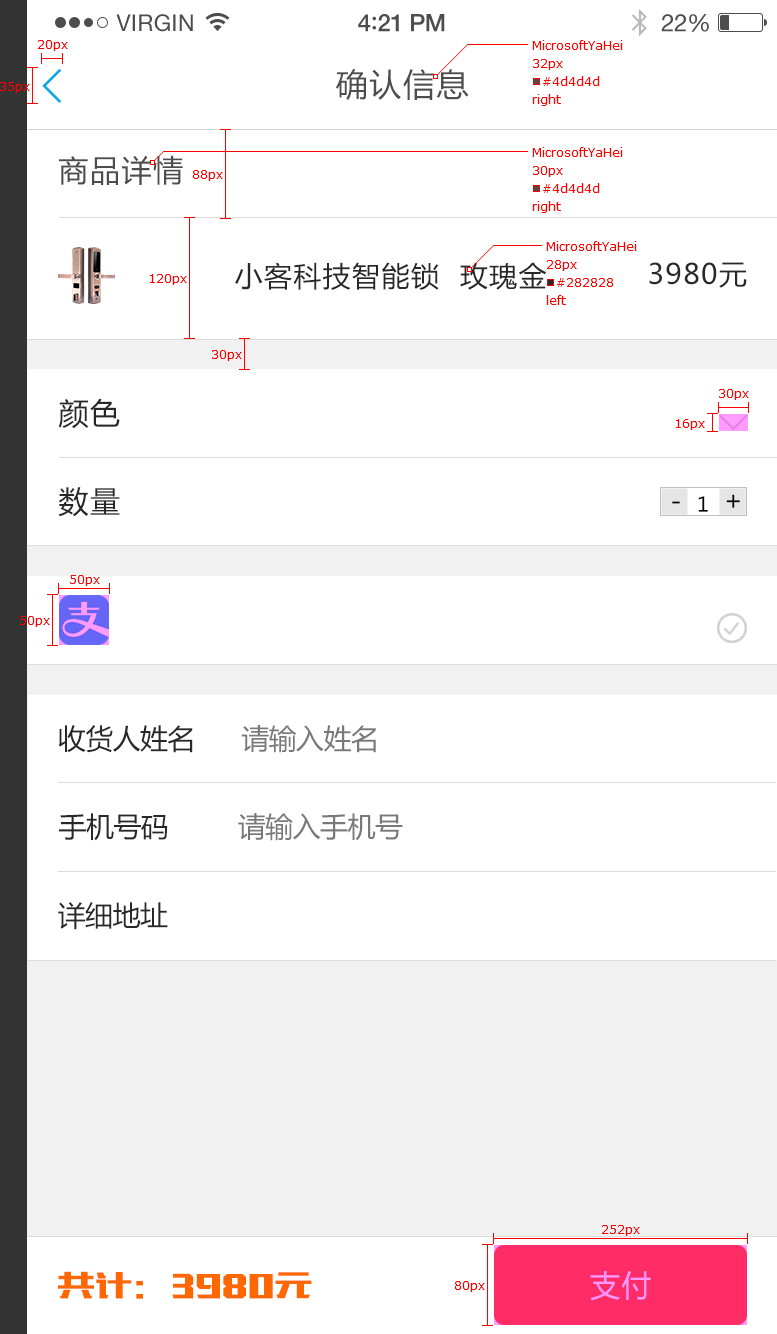 VIRGIN 4:21 PM 22%
20px
35px
确认信息
MicrosoftYaHei
32px
#4d4d4d
right
商品详情
88px
MicrosoftYaHei
30px
#4d4d4d
right
120px
小客科技智能锁 玫瑰金
MicrosoftYaHei
28px
#282828
left
3980元
30px
颜色
30px
16px
数量
- 1 +
50px
50px
支
收货人姓名 请输入姓名
手机号码 请输入手机号
详细地址
252px
80px
共计：3980元
支付